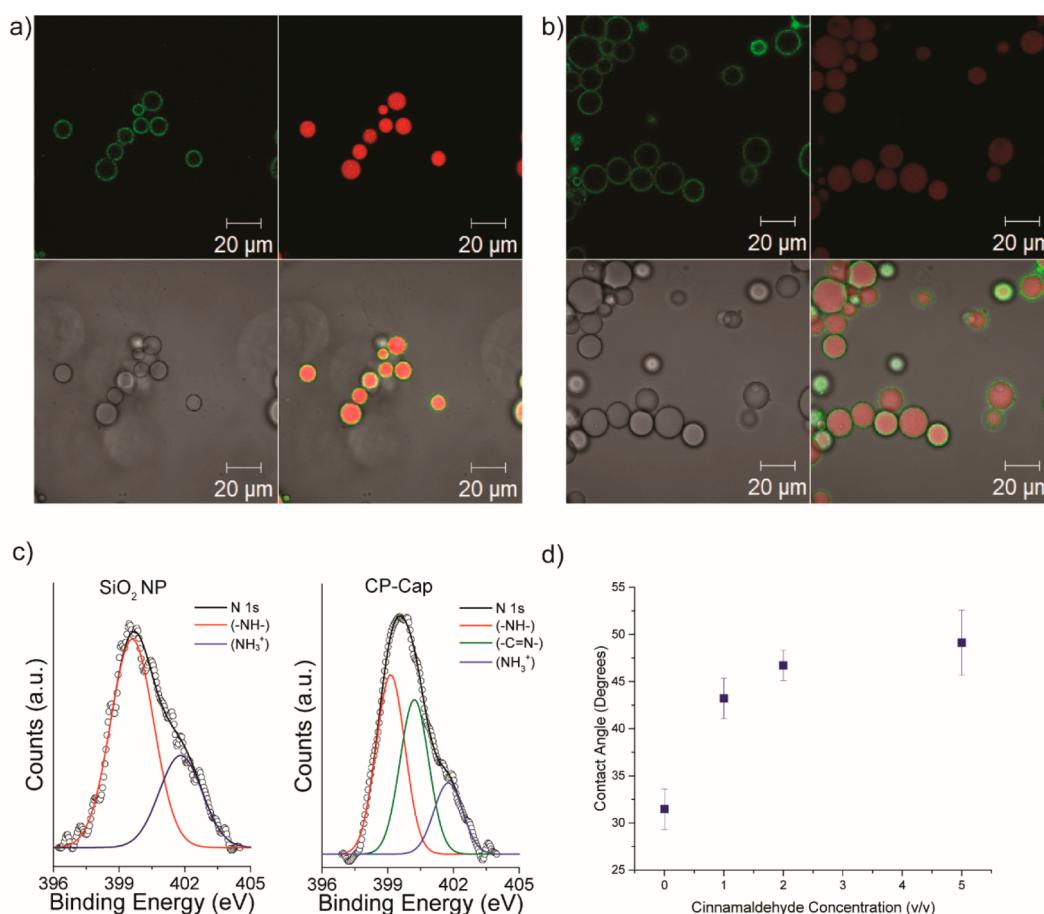 a)
b)
20 µm
20 µm
20 µm
20 µm
20 µm
20 µm
20 µm
20 µm
c)
SiO₂ NP
N 1s
(-NH-)
(NH₃⁺)
Counts (a.u.)
396 399 402 405
Binding Energy (eV)
CP-Cap
N 1s
(-NH-)
(-C=N-)
(NH₃⁺)
Counts (a.u.)
396 399 402 405
Binding Energy (eV)
d)
Contact Angle (Degrees)
55
50
45
40
35
30
25
0 1 2 3 4 5
Cinnamaldehyde Concentration (v/v)